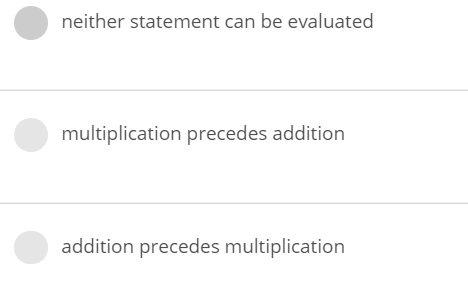 neither statement can be evaluated
multiplication precedes addition
addition precedes multiplication